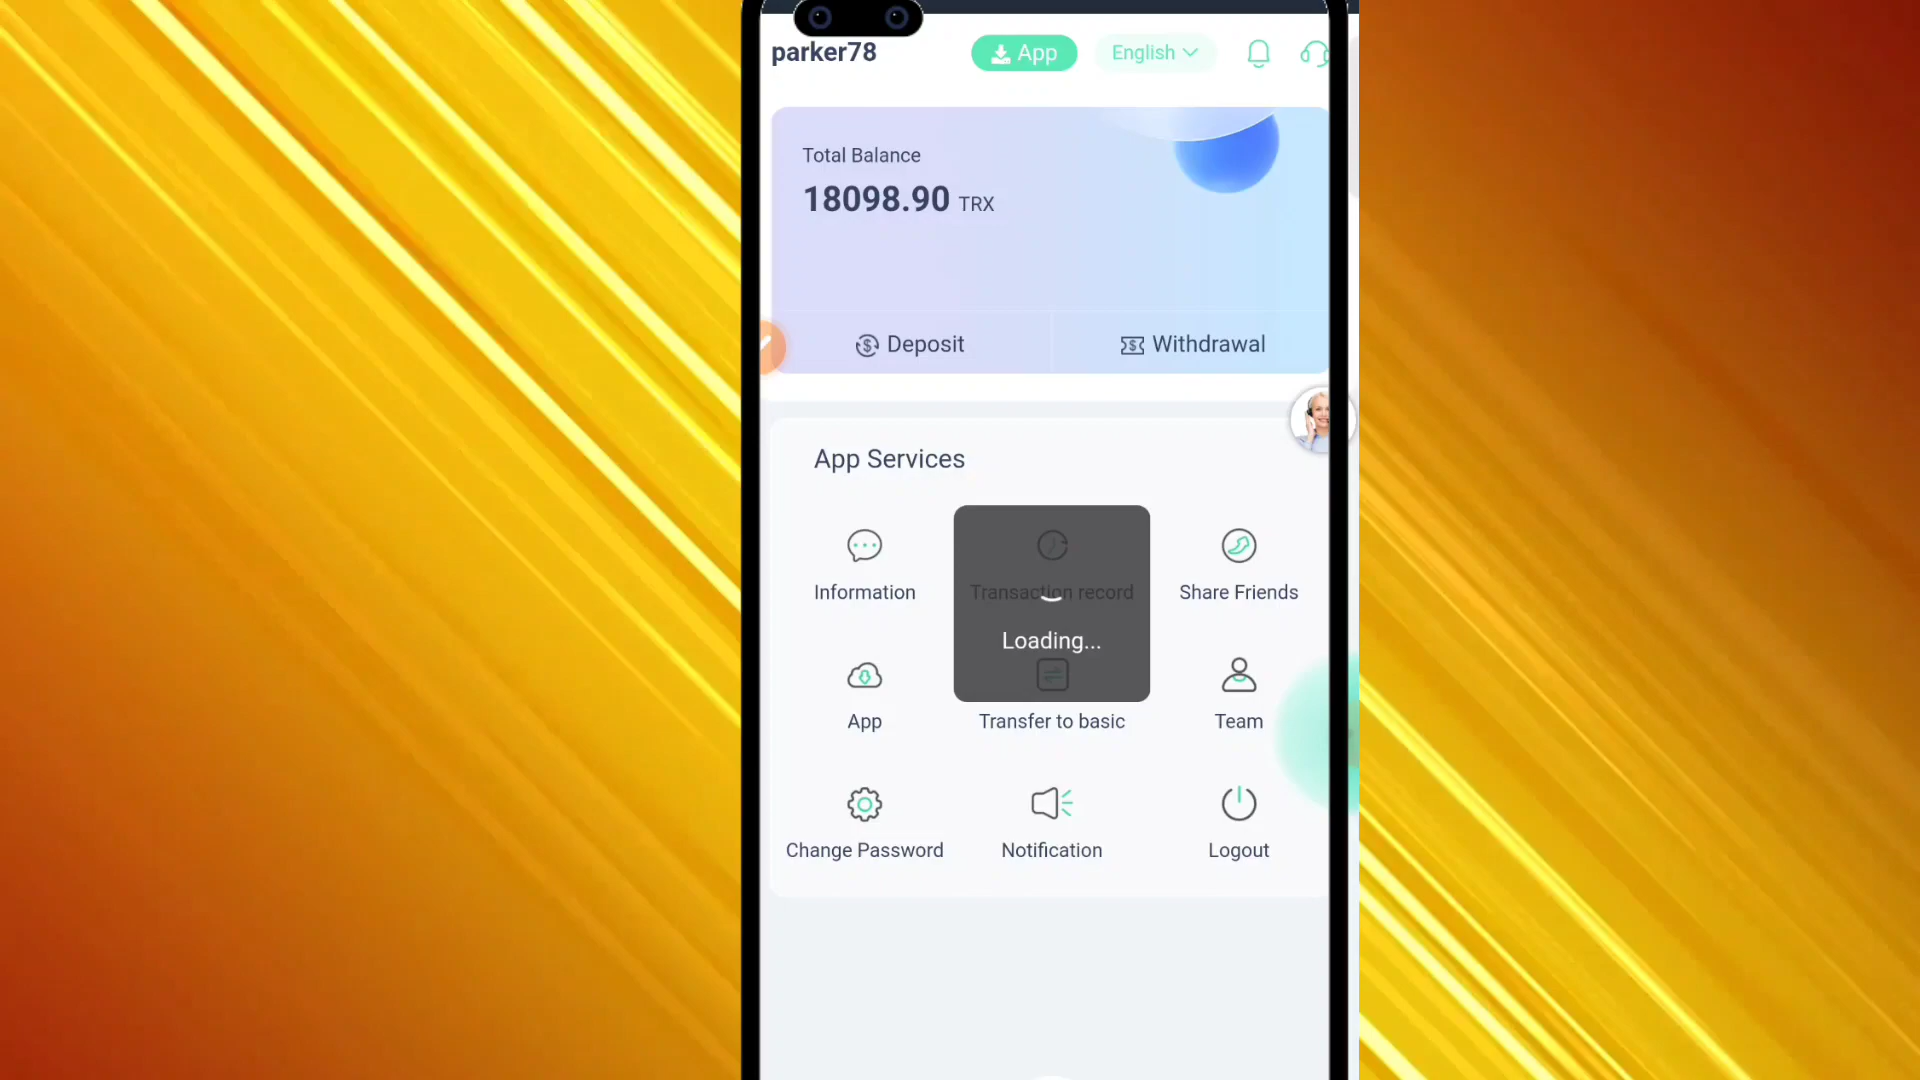 parker78
App
English
Total Balance
18098.90 TRX
Deposit
Withdrawal
App Services
Information
Transaction record
Share Friends
Loading...
App
Transfer to basic
Team
Change Password
Notification
Logout